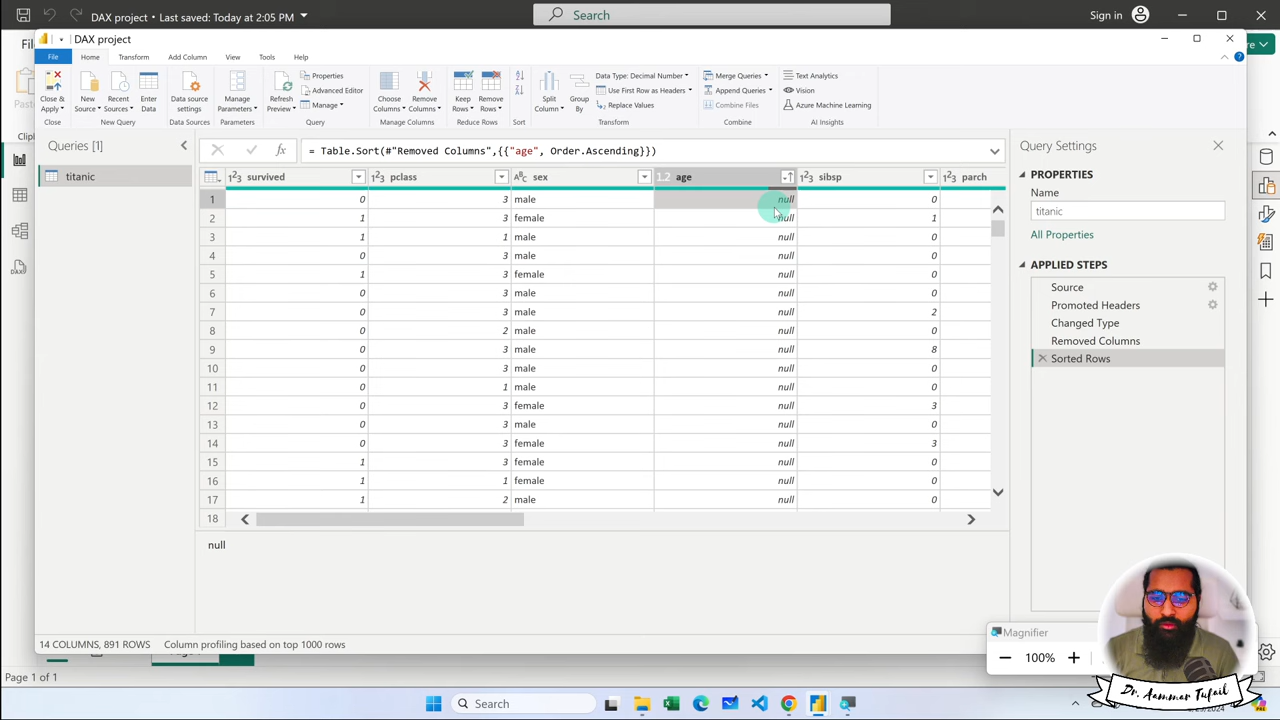 DAX project • Last saved: Today at 2:05 PM
Search
Sign in
DAX project
File
Home
Transform
Add Column
View
Tools
Help
Close & Apply
Close
New Source
Recent Sources
Enter Data
New Query
Data source settings
Data Sources
Manage Parameters
Parameters
Refresh Preview
Properties
Advanced Editor
Manage
Query
Choose Columns
Remove Columns
Manage Columns
Keep Rows
Remove Rows
Reduce Rows
Sort
Split Column
Group By
Data Type: Decimal Number
Use First Row as Headers
Replace Values
Transform
Merge Queries
Append Queries
Combine Files
Combine
Text Analytics
Vision
Azure Machine Learning
AI Insights
Queries [1]
titanic
= Table.Sort(#"Removed Columns",{{"age", Order.Ascending}})
survived pclass sex age sibsp parch
1 0 3 male null 0
2 1 3 female null 1
3 1 1 male null 0
4 0 3 male null 0
5 1 3 female null 0
6 0 3 male null 0
7 0 3 male null 2
8 0 2 male null 0
9 0 3 male null 8
10 0 3 male null 0
11 0 1 male null 0
12 0 3 female null 3
13 0 3 male null 0
14 0 3 female null 3
15 1 3 female null 0
16 1 1 female null 0
17 1 2 male null 0
18
null
14 COLUMNS, 891 ROWS Column profiling based on top 1000 rows
Query Settings
PROPERTIES
Name
titanic
All Properties
APPLIED STEPS
Source
Promoted Headers
Changed Type
Removed Columns
Sorted Rows
Magnifier
100%
Dr. Aammar Tufail
Page 1 of 1
Search